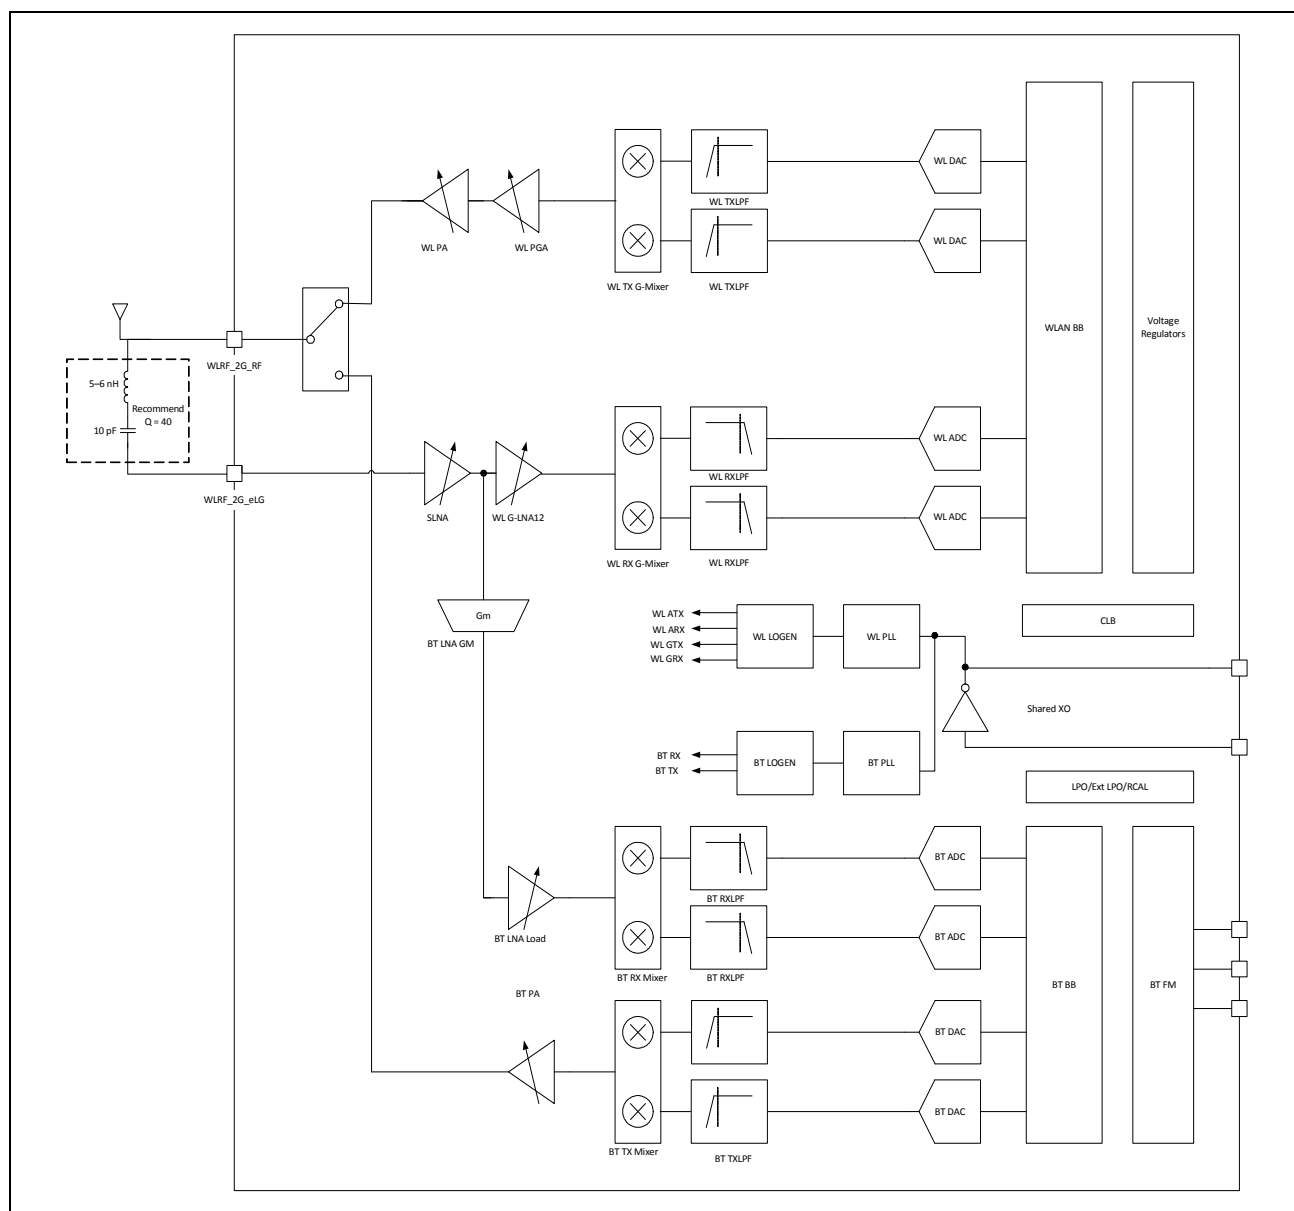 WL DAC
WL TXLPF
WL PA
WL PGA
WL DAC
WL TX G-Mixer
WL TXLPF
WLAN BB
Voltage
Regulators
WLRF_2G_RF
5–6 nH
Recommend
Q = 40
10 pF
WL ADC
WL RXLPF
WLRF_2G_eLG
SLNA
WL G-LNA12
WL ADC
WL RX G-Mixer
WL RXLPF
Gm
BT LNA GM
WL ATX
WL ARX
WL GTX
WL GRX
WL LOGEN
WL PLL
CLB
Shared XO
BT RX
BT TX
BT LOGEN
BT PLL
LPO/Ext LPO/RCAL
BT ADC
BT RXLPF
BT LNA Load
BT ADC
BT RX Mixer
BT RXLPF
BT PA
BT BB
BT FM
BT DAC
BT DAC
BT TX Mixer
BT TXLPF